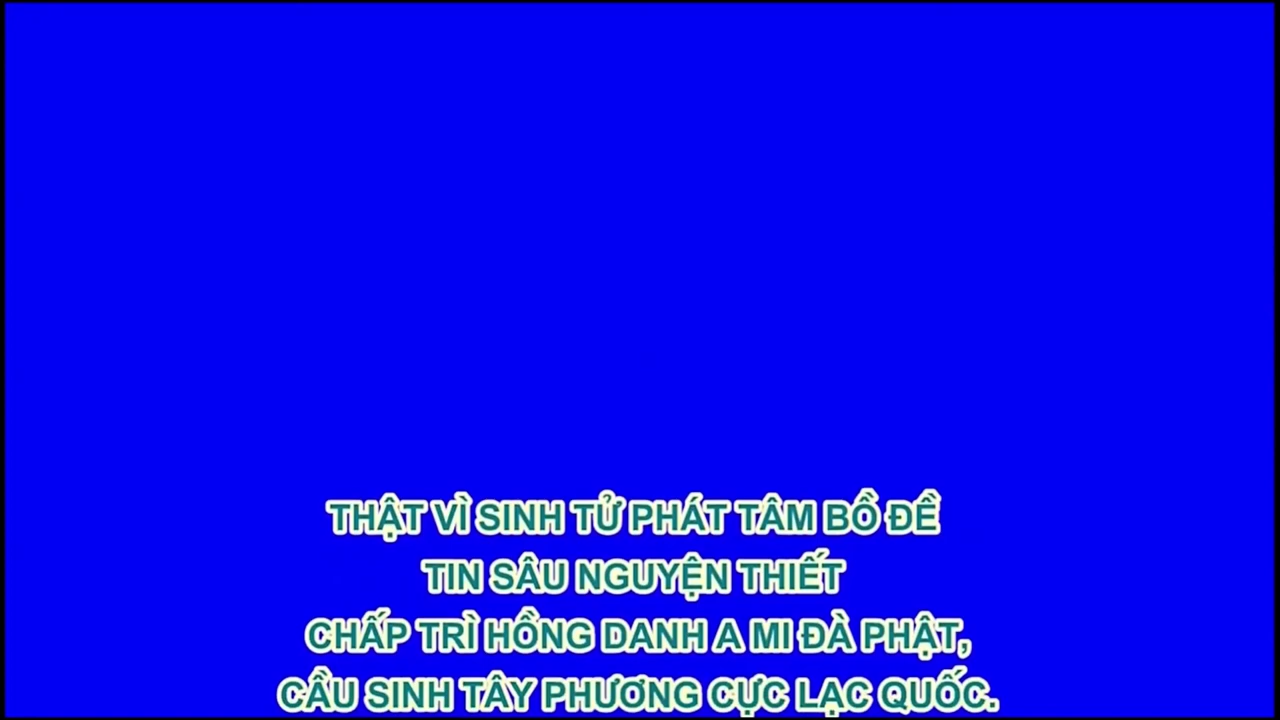 THẬT VÌ SINH TỬ PHÁT TÂM BỒ ĐỀ
TIN SÂU NGUYỆN THIẾT
CHẤP TRÌ HỒNG DANH A MI ĐÀ PHẬT,
CẦU SINH TÂY PHƯƠNG CỰC LẠC QUỐC.